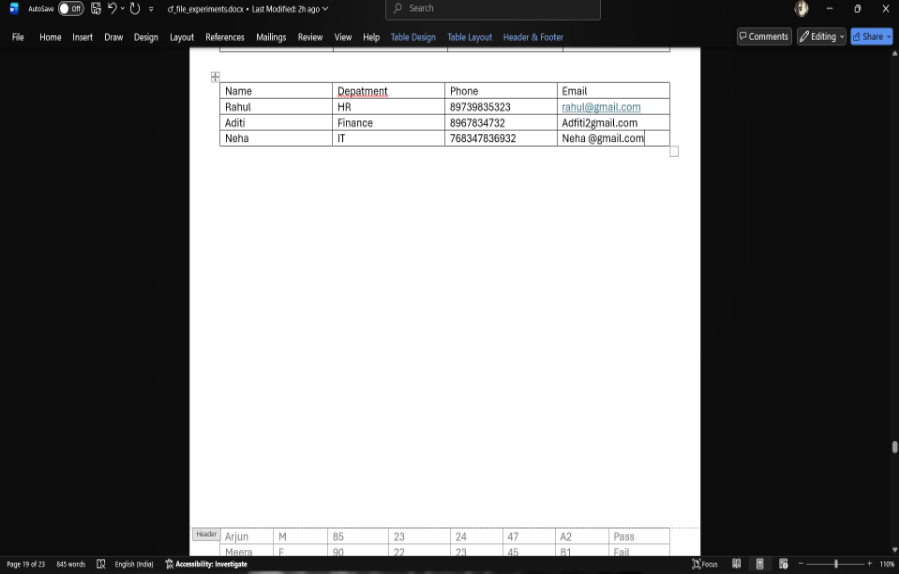 AutoSave Off cf_file_experiments.docx • Last Modified: 2h ago Search
File Home Insert Draw Design Layout References Mailings Review View Help Table Design Table Layout Header & Footer Comments Editing Share
Name Depatment Phone Email
Rahul HR 89739835323 rahul@gmail.com
Aditi Finance 8967834732 Adfiti2gmail.com
Neha IT 768347836932 Neha @gmail.com
Header Arjun M 85 23 24 47 A2 Pass
Meera F 90 22 23 45 B1 Fail
Page 19 of 23 845 words English (India) Accessibility: Investigate Focus 110%